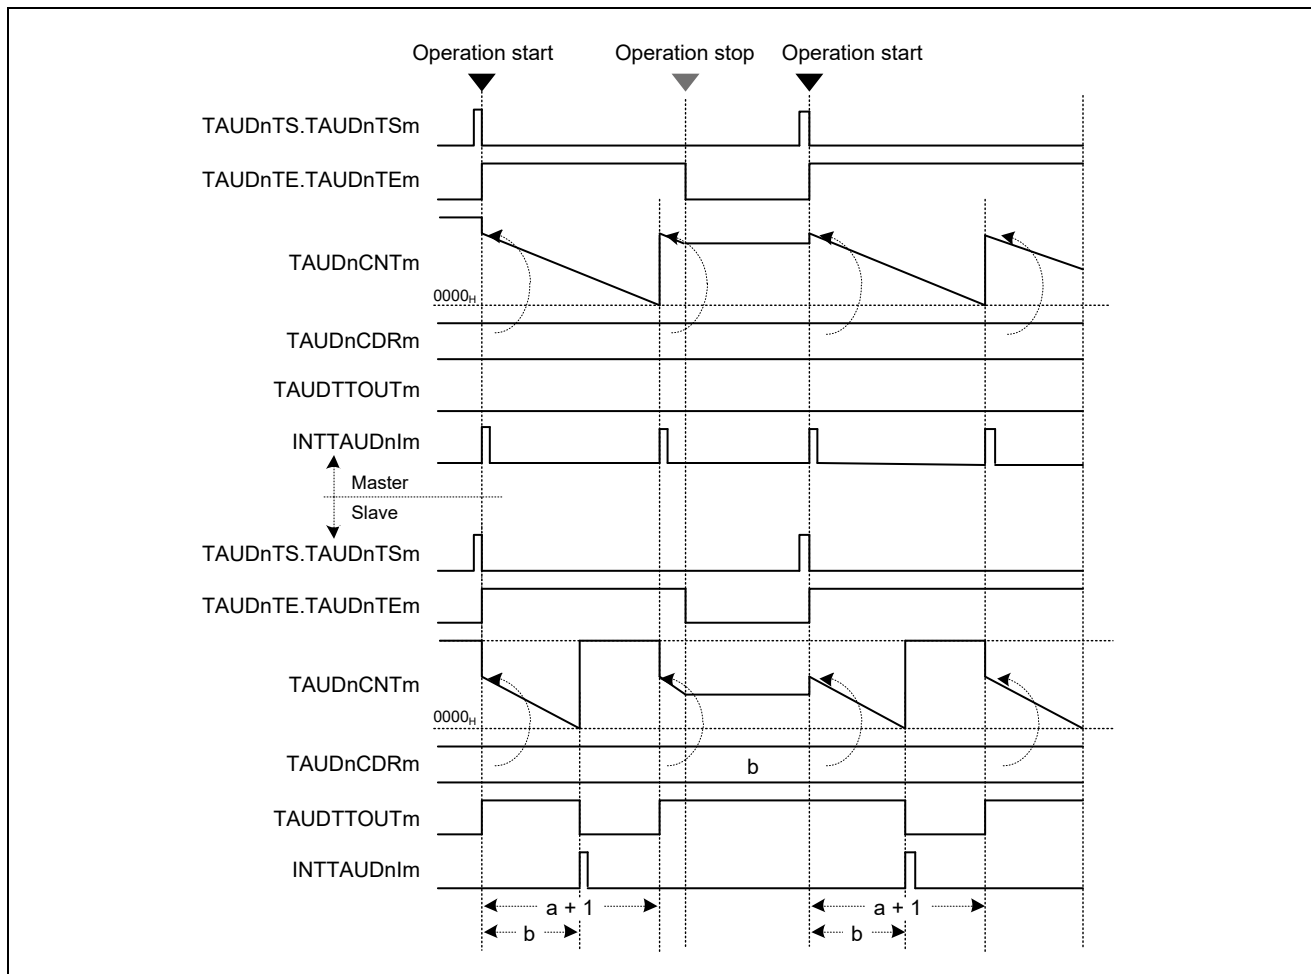 Operation start Operation stop Operation start
TAUDnTS.TAUDnTSm
TAUDnTE.TAUDnTEm
TAUDnCNTm
0000H
TAUDnCDRm
TAUDTTOUTm
INTTAUDnIm
Master
Slave
TAUDnTS.TAUDnTSm
TAUDnTE.TAUDnTEm
TAUDnCNTm
0000H
TAUDnCDRm b
TAUDTTOUTm
INTTAUDnIm
a + 1 a + 1
b b